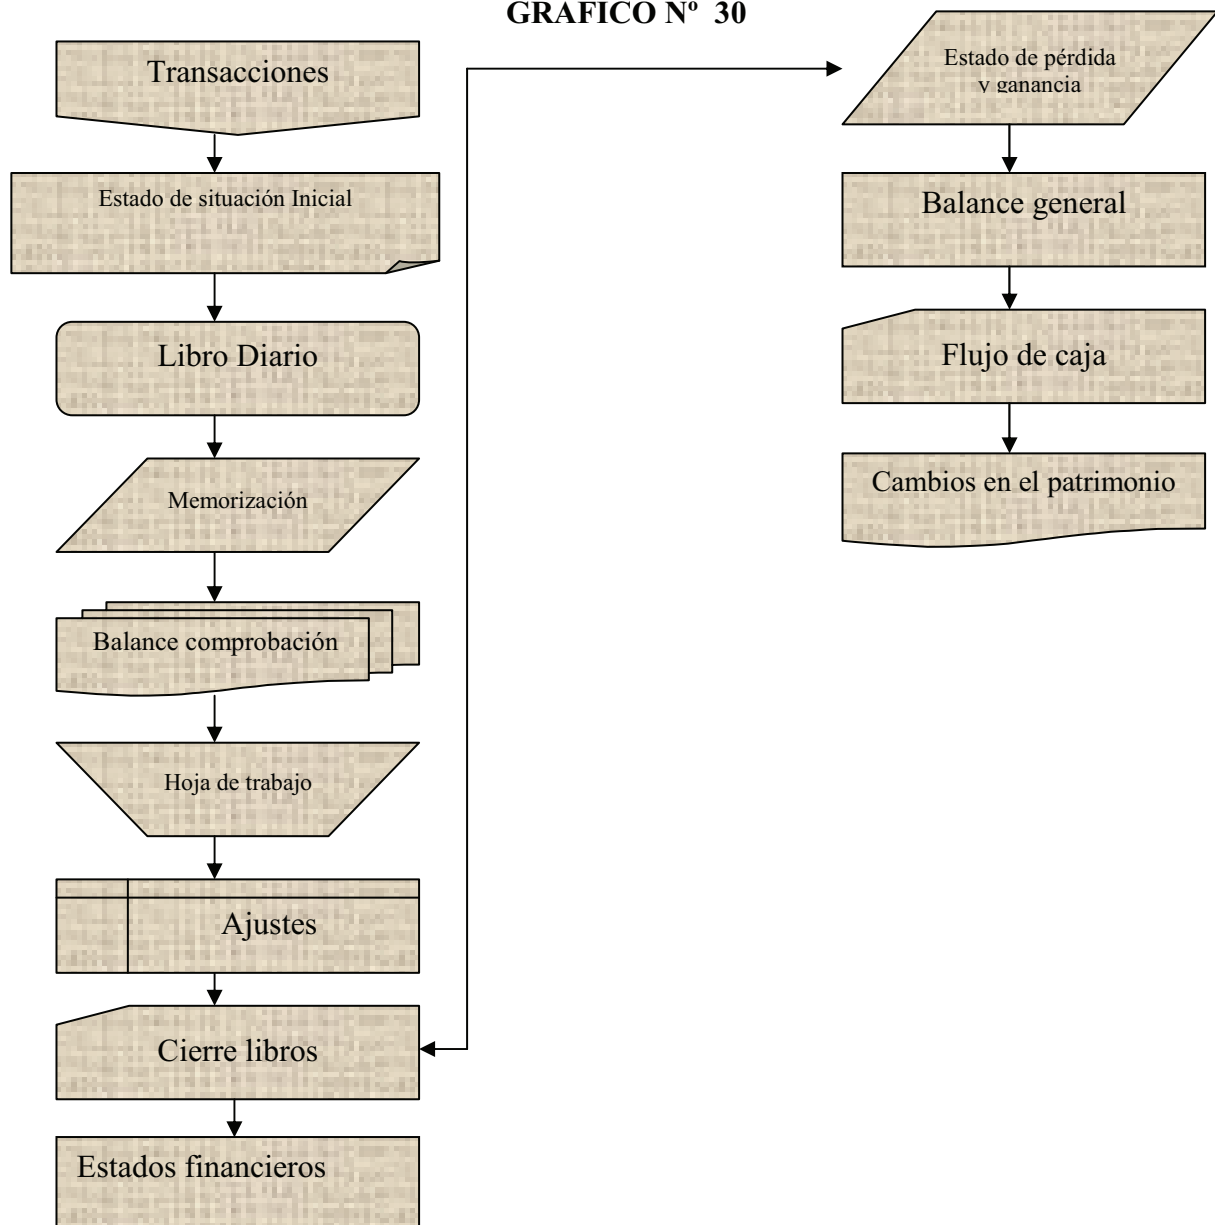 GRAFICO Nº 30
Transacciones
Estado de situación Inicial
Libro Diario
Memorización
Balance comprobación
Hoja de trabajo
Ajustes
Cierre libros
Estados financieros
Estado de pérdida
y ganancia
Balance general
Flujo de caja
Cambios en el patrimonio